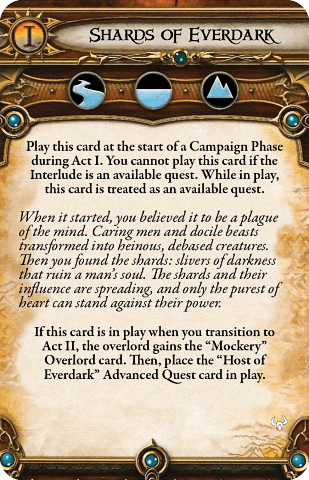 I
Shards of Everdark
Play this card at the start of a Campaign Phase
during Act I. You cannot play this card if the
Interlude is an available quest. While in play,
this card is treated as an available quest.
When it started, you believed it to be a plague
of the mind. Caring men and docile beasts
transformed into heinous, debased creatures.
Then you found the shards: slivers of darkness
that ruin a man's soul. The shards and their
influence are spreading, and only the purest of
heart can stand against their power.
If this card is in play when you transition to
Act II, the overlord gains the “Mockery”
Overlord card. Then, place the “Host of
Everdark” Advanced Quest card in play.